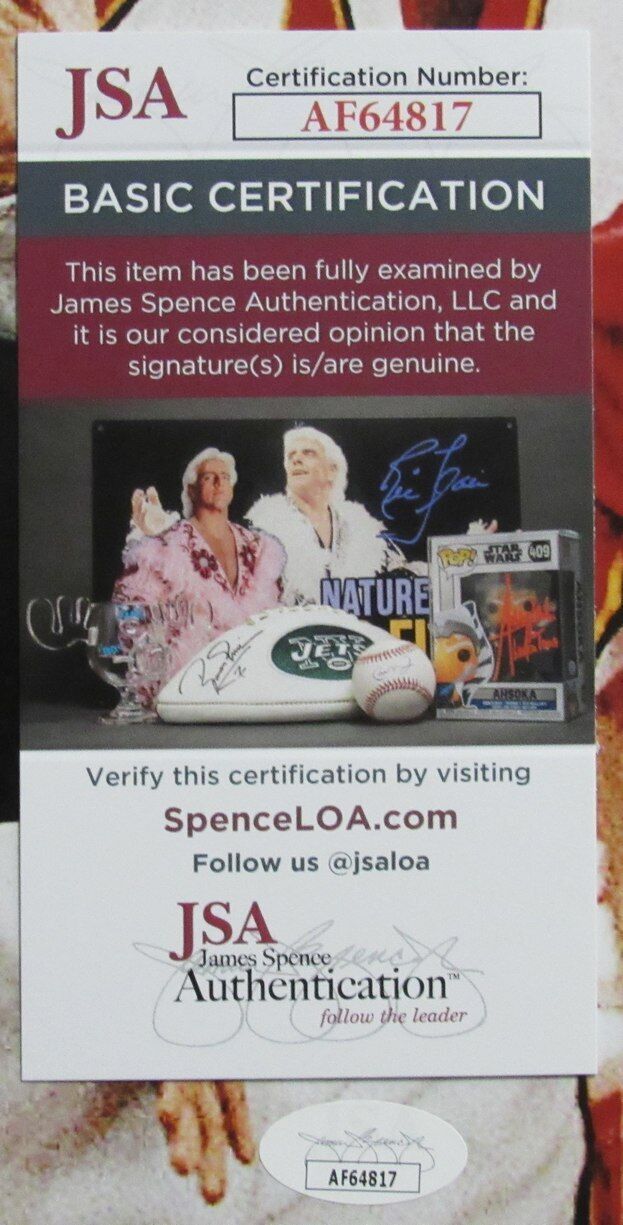 JSA
Certification Number:
AF64817
BASIC CERTIFICATION
This item has been fully examined by
James Spence Authentication, LLC and
it is our considered opinion that the
signature(s) is/are genuine.
NATURE
JETS
POP!
STAR
WARS
409
AHSOKA
Verify this certification by visiting
SpenceLOA.com
Follow us @jsaloa
JSA
James Spence
Authentication™
follow the leader
AF64817